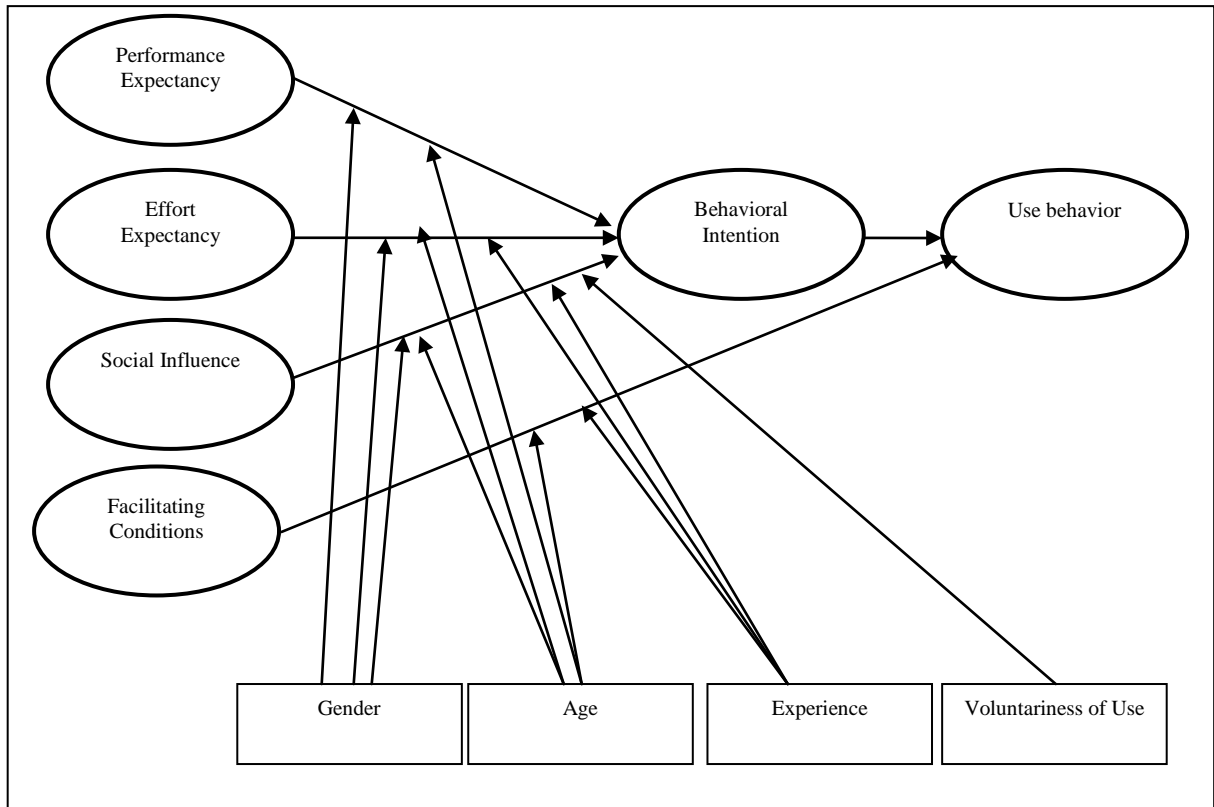 Performance
Expectancy
Effort
Expectancy
Behavioral
Intention
Use behavior
Social Influence
Facilitating
Conditions
Gender
Age
Experience
Voluntariness of Use